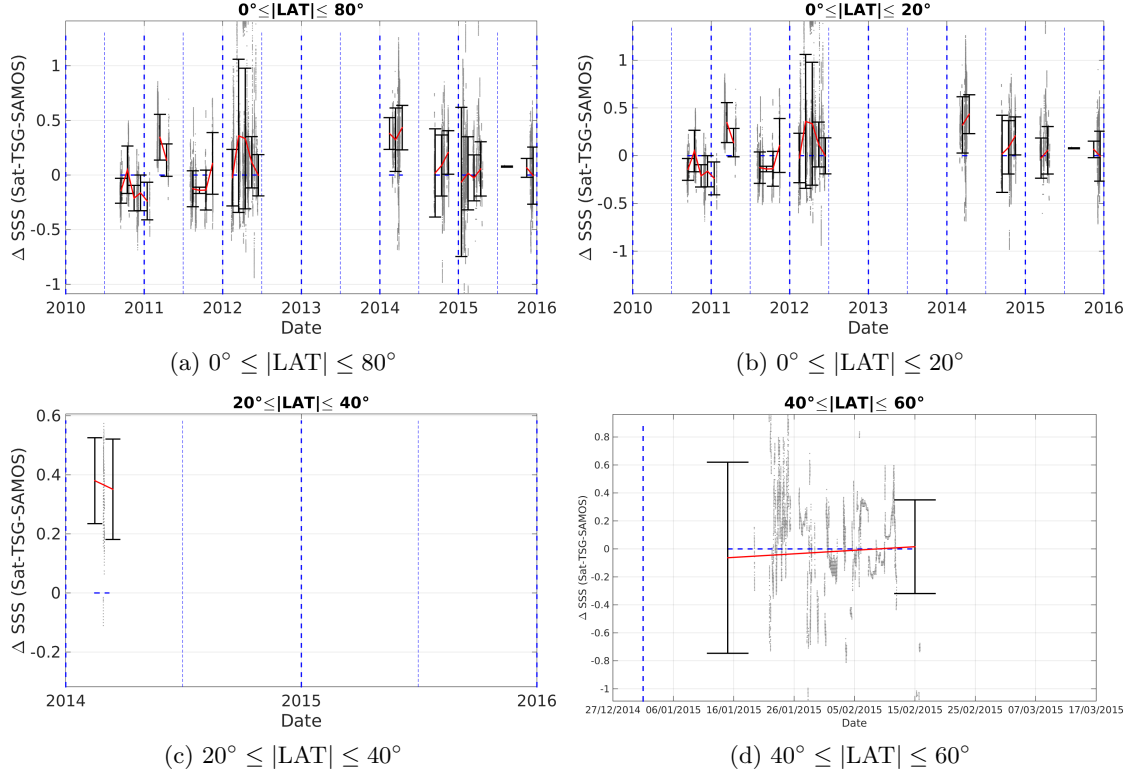 0°≤|LAT|≤ 80°
Δ SSS (Sat-TSG-SAMOS)
1
0.5
0
-0.5
-1
2010 2011 2012 2013 2014 2015 2016
Date
(a) 0° ≤ |LAT| ≤ 80°
0°≤|LAT|≤ 20°
Δ SSS (Sat-TSG-SAMOS)
1
0.5
0
-0.5
-1
2010 2011 2012 2013 2014 2015 2016
Date
(b) 0° ≤ |LAT| ≤ 20°
20°≤|LAT|≤ 40°
Δ SSS (Sat-TSG-SAMOS)
0.6
0.4
0.2
0
-0.2
2014 2015 2016
Date
(c) 20° ≤ |LAT| ≤ 40°
40°≤|LAT|≤ 60°
Δ SSS (Sat-TSG-SAMOS)
0.8
0.6
0.4
0.2
0
-0.2
-0.4
-0.6
-0.8
-1
27/12/2014 06/01/2015 16/01/2015 26/01/2015 05/02/2015 15/02/2015 25/02/2015 07/03/2015 17/03/2015
Date
(d) 40° ≤ |LAT| ≤ 60°